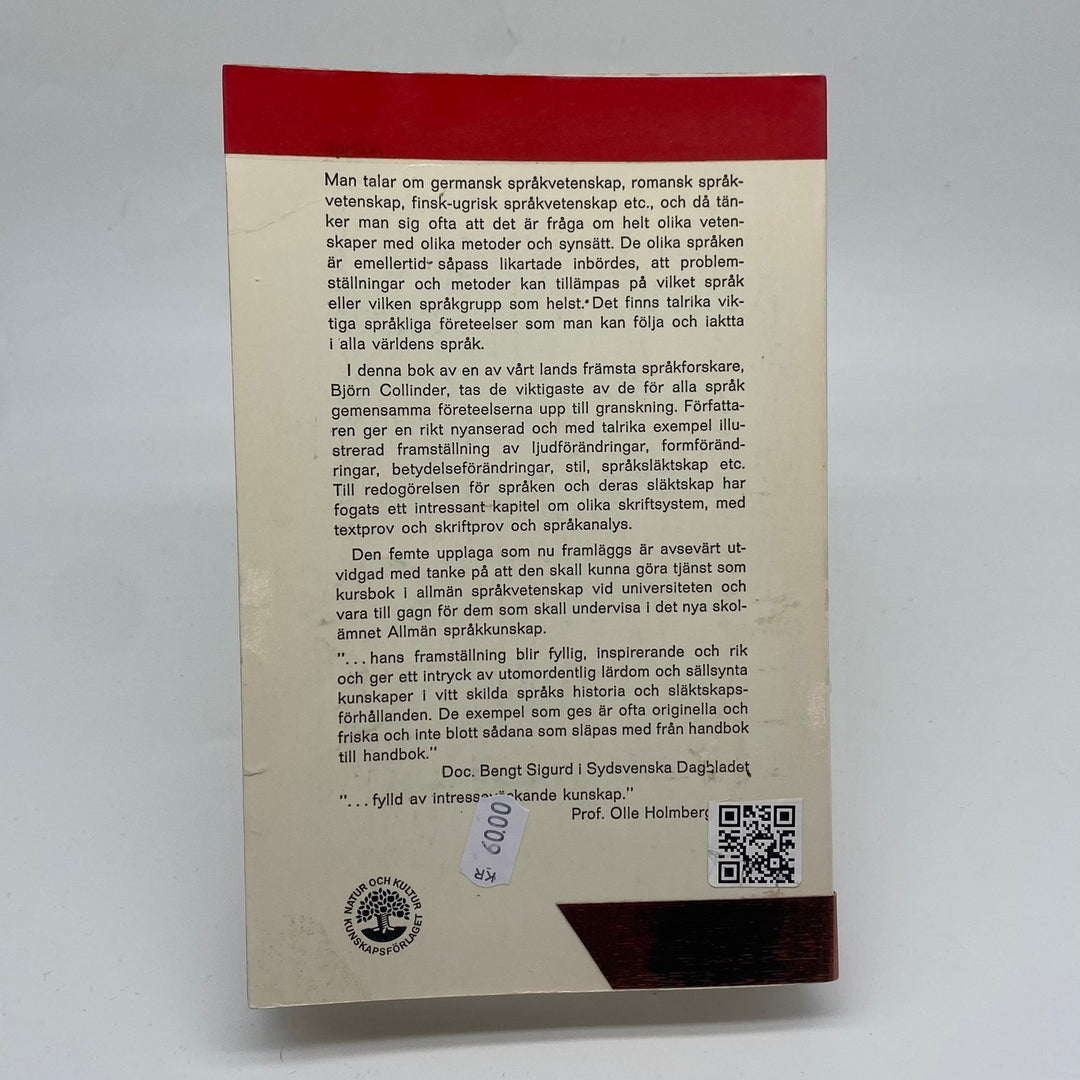 Man talar om germansk språkvetenskap, romansk språk-
vetenskap, finsk-ugrisk språkvetenskap etc., och då tän-
ker man sig ofta att det är fråga om helt olika veten-
skaper med olika metoder och synsätt. De olika språken
är emellertid såpass likartade inbördes, att problem-
ställningar och metoder kan tillämpas på vilket språk
eller vilken språkgrupp som helst. Det finns talrika vik-
tiga språkliga företeelser som man kan följa och iaktta
i alla världens språk.
I denna bok av en av vårt lands främsta språkforskare,
Björn Collinder, tas de viktigaste av de för alla språk
gemensamma företeelserna upp till granskning. Författa-
ren ger en rikt nyanserad och med talrika exempel illu-
strerad framställning av ljudförändringar, formföränd-
ringar, betydelseförändringar, stil, språksläktskap etc.
Till redogörelsen för språken och deras släktskap har
fogats ett intressant kapitel om olika skriftsystem, med
textprov och skriftprov och språkanalys.
Den femte upplaga som nu framläggs är avsevärt ut-
vidgad med tanke på att den skall kunna göra tjänst som
kursbok i allmän språkvetenskap vid universiteten och
vara till gagn för dem som skall undervisa i det nya skol-
ämnet Allmän språkkunskap.
"...hans framställning blir fyllig, inspirerande och rik
och ger ett intryck av utomordentlig lärdom och sällsynta
kunskaper i vitt skilda språks historia och släktskaps-
förhållanden. De exempel som ges är ofta originella och
friska och inte blott sådana som släpas med från handbok
till handbok."
Doc. Bengt Sigurd i Sydsvenska Dagbladet
"...fylld av intresseväckande kunskap."
Prof. Olle Holmberg
KR 60.00
NATUR OCH KULTUR
KUNSKAPSFÖRLAGET